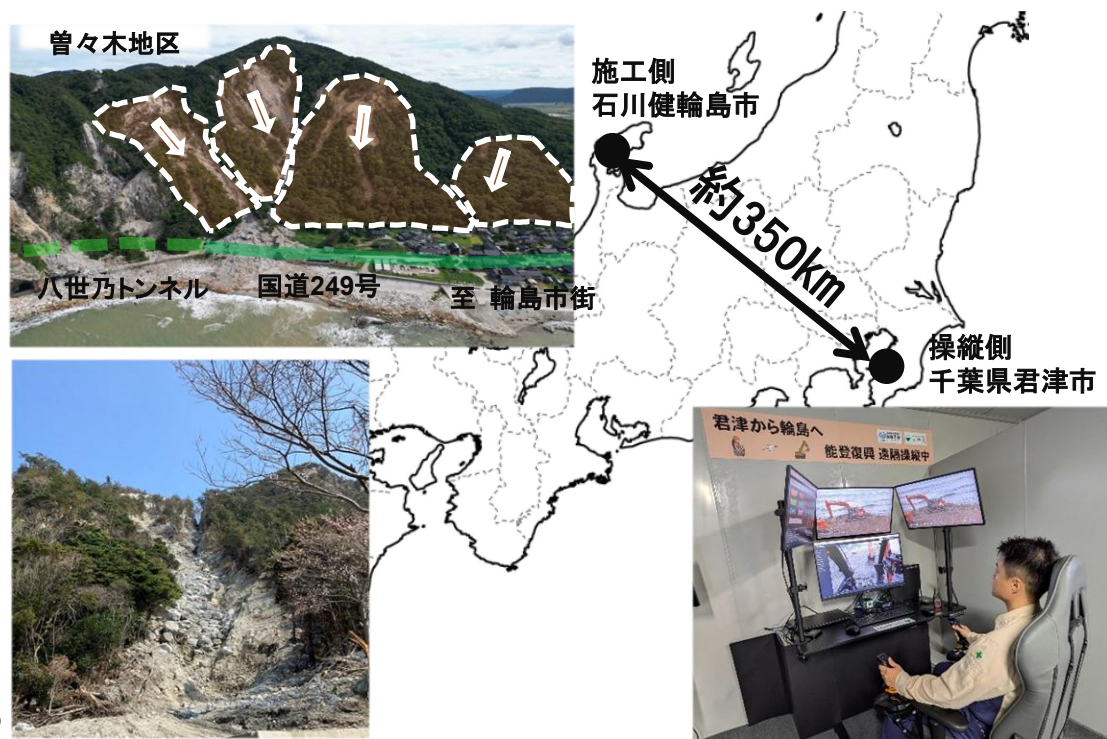 曽々木地区
八世乃トンネル
国道249号
至 輪島市街
施工側
石川健輪島市
約350km
操縦側
千葉県君津市
君津から輪島へ
能登復興 遠隔操縦中